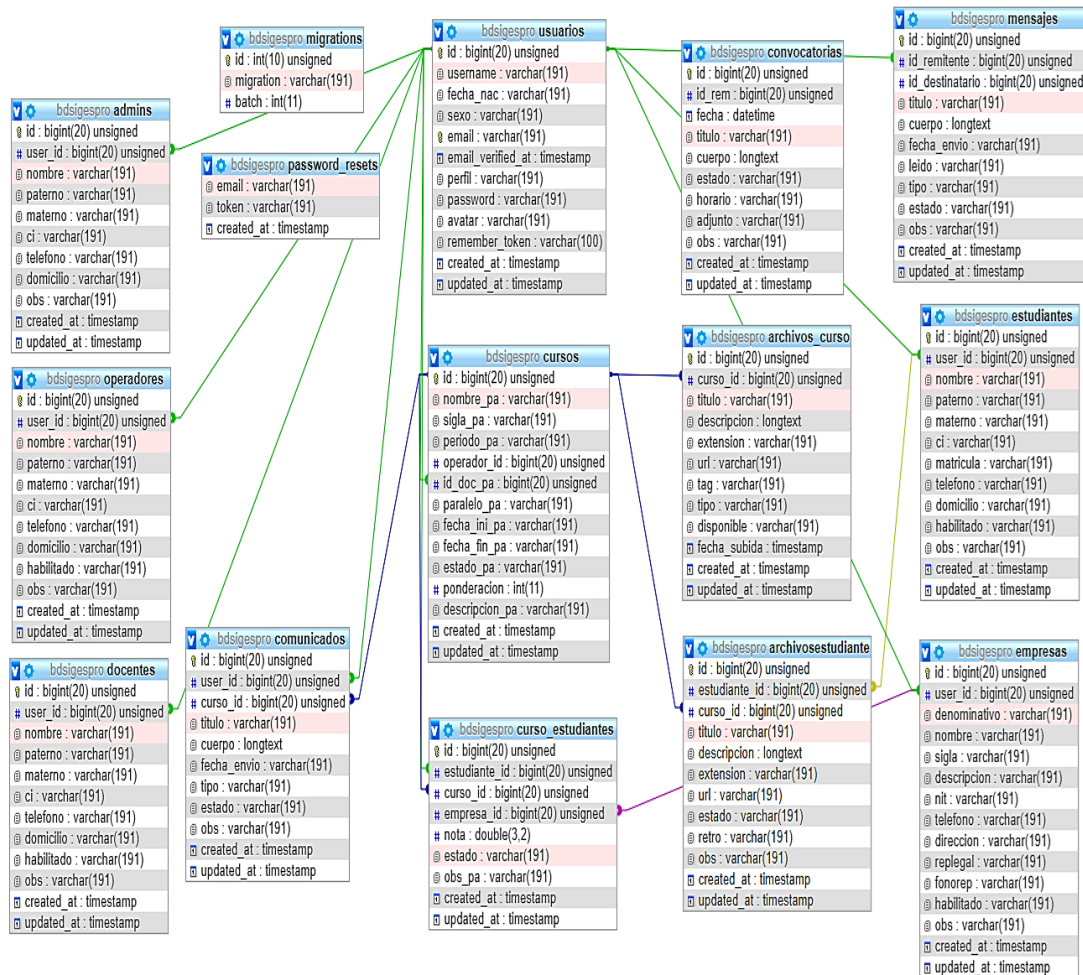 bdsigespro migrations
id : int(10) unsigned
migration : varchar(191)
batch : int(11)
bdsigespro admins
id : bigint(20) unsigned
user_id : bigint(20) unsigned
nombre : varchar(191)
paterno : varchar(191)
materno : varchar(191)
ci : varchar(191)
telefono : varchar(191)
domicilio : varchar(191)
obs : varchar(191)
created_at : timestamp
updated_at : timestamp
bdsigespro password_resets
email : varchar(191)
token : varchar(191)
created_at : timestamp
bdsigespro operadores
id : bigint(20) unsigned
user_id : bigint(20) unsigned
nombre : varchar(191)
paterno : varchar(191)
materno : varchar(191)
ci : varchar(191)
telefono : varchar(191)
domicilio : varchar(191)
habilitado : varchar(191)
obs : varchar(191)
created_at : timestamp
updated_at : timestamp
bdsigespro docentes
id : bigint(20) unsigned
user_id : bigint(20) unsigned
nombre : varchar(191)
paterno : varchar(191)
materno : varchar(191)
ci : varchar(191)
telefono : varchar(191)
domicilio : varchar(191)
habilitado : varchar(191)
obs : varchar(191)
created_at : timestamp
updated_at : timestamp
bdsigespro comunicados
id : bigint(20) unsigned
user_id : bigint(20) unsigned
curso_id : bigint(20) unsigned
titulo : varchar(191)
cuerpo : longtext
fecha_envio : varchar(191)
tipo : varchar(191)
estado : varchar(191)
obs : varchar(191)
created_at : timestamp
updated_at : timestamp
bdsigespro usuarios
id : bigint(20) unsigned
username : varchar(191)
fecha_nac : varchar(191)
sexo : varchar(191)
email : varchar(191)
email_verified_at : timestamp
perfil : varchar(191)
password : varchar(191)
avatar : varchar(191)
remember_token : varchar(100)
created_at : timestamp
updated_at : timestamp
bdsigespro cursos
id : bigint(20) unsigned
nombre_pa : varchar(191)
sigla_pa : varchar(191)
periodo_pa : varchar(191)
operador_id : bigint(20) unsigned
id_doc_pa : bigint(20) unsigned
paralelo_pa : varchar(191)
fecha_ini_pa : varchar(191)
fecha_fin_pa : varchar(191)
estado_pa : varchar(191)
ponderacion : int(11)
descripcion_pa : varchar(191)
created_at : timestamp
updated_at : timestamp
bdsigespro curso_estudiantes
id : bigint(20) unsigned
estudiante_id : bigint(20) unsigned
curso_id : bigint(20) unsigned
empresa_id : bigint(20) unsigned
nota : double(3,2)
estado : varchar(191)
obs_pa : varchar(191)
created_at : timestamp
updated_at : timestamp
bdsigespro convocatorias
id : bigint(20) unsigned
id_rem : bigint(20) unsigned
fecha : datetime
titulo : varchar(191)
cuerpo : longtext
estado : varchar(191)
horario : varchar(191)
adjunto : varchar(191)
obs : varchar(191)
created_at : timestamp
updated_at : timestamp
bdsigespro archivos_curso
id : bigint(20) unsigned
curso_id : bigint(20) unsigned
titulo : varchar(191)
descripcion : longtext
extension : varchar(191)
url : varchar(191)
tag : varchar(191)
tipo : varchar(191)
disponible : varchar(191)
fecha_subida : timestamp
created_at : timestamp
updated_at : timestamp
bdsigespro archivosestudiante
id : bigint(20) unsigned
estudiante_id : bigint(20) unsigned
curso_id : bigint(20) unsigned
titulo : varchar(191)
descripcion : longtext
extension : varchar(191)
url : varchar(191)
estado : varchar(191)
retro : varchar(191)
obs : varchar(191)
created_at : timestamp
updated_at : timestamp
bdsigespro mensajes
id : bigint(20) unsigned
id_remitente : bigint(20) unsigned
id_destinatario : bigint(20) unsigned
titulo : varchar(191)
cuerpo : longtext
fecha_envio : varchar(191)
leido : varchar(191)
tipo : varchar(191)
estado : varchar(191)
obs : varchar(191)
created_at : timestamp
updated_at : timestamp
bdsigespro estudiantes
id : bigint(20) unsigned
user_id : bigint(20) unsigned
nombre : varchar(191)
paterno : varchar(191)
materno : varchar(191)
ci : varchar(191)
matricula : varchar(191)
telefono : varchar(191)
domicilio : varchar(191)
habilitado : varchar(191)
obs : varchar(191)
created_at : timestamp
updated_at : timestamp
bdsigespro empresas
id : bigint(20) unsigned
user_id : bigint(20) unsigned
denominativo : varchar(191)
nombre : varchar(191)
sigla : varchar(191)
descripcion : varchar(191)
nit : varchar(191)
telefono : varchar(191)
direccion : varchar(191)
replegal : varchar(191)
fonorep : varchar(191)
habilitado : varchar(191)
obs : varchar(191)
created_at : timestamp
updated_at : timestamp